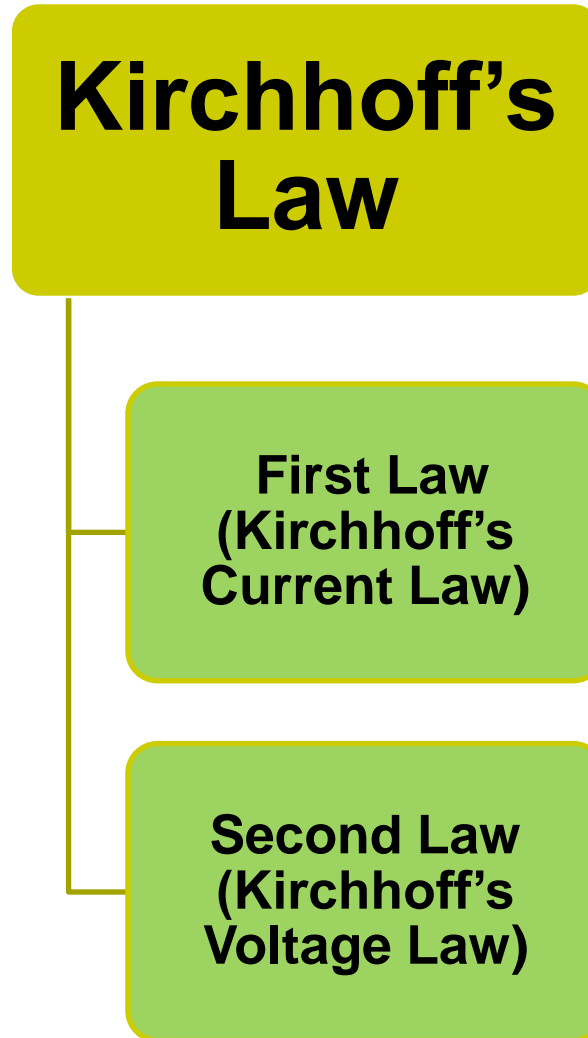 Kirchhoff’s
Law
First Law
(Kirchhoff’s
Current Law)
Second Law
(Kirchhoff’s
Voltage Law)